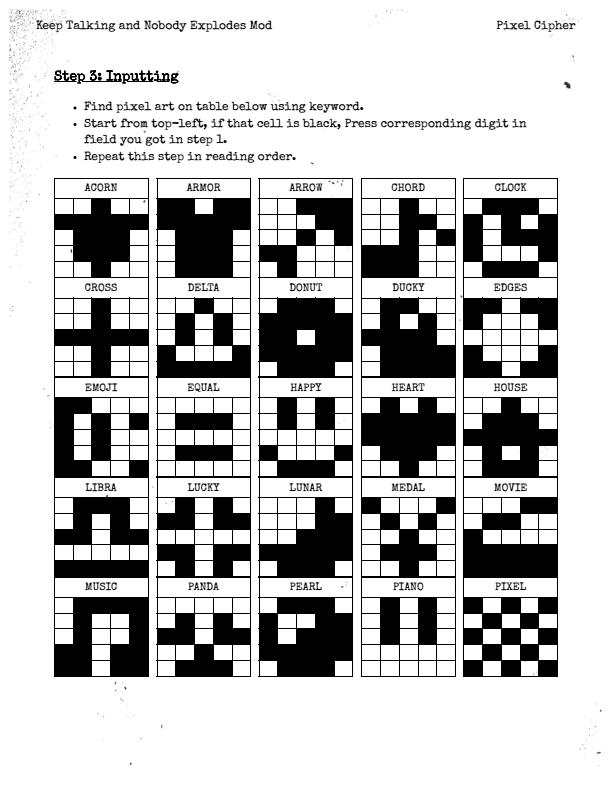 Keep Talking and Nobody Explodes Mod Pixel Cipher
Step 3: Inputting
• Find pixel art on table below using keyword.
• Start from top-left, if that cell is black, Press corresponding digit in
field you got in step 1.
• Repeat this step in reading order.
ACORN ARMOR ARROW CHORD CLOCK
CROSS DELTA DONUT DUCKY EDGES
EMOJI EQUAL HAPPY HEART HOUSE
LIBRA LUCKY LUNAR MEDAL MOVIE
MUSIC PANDA PEARL PIANO PIXEL